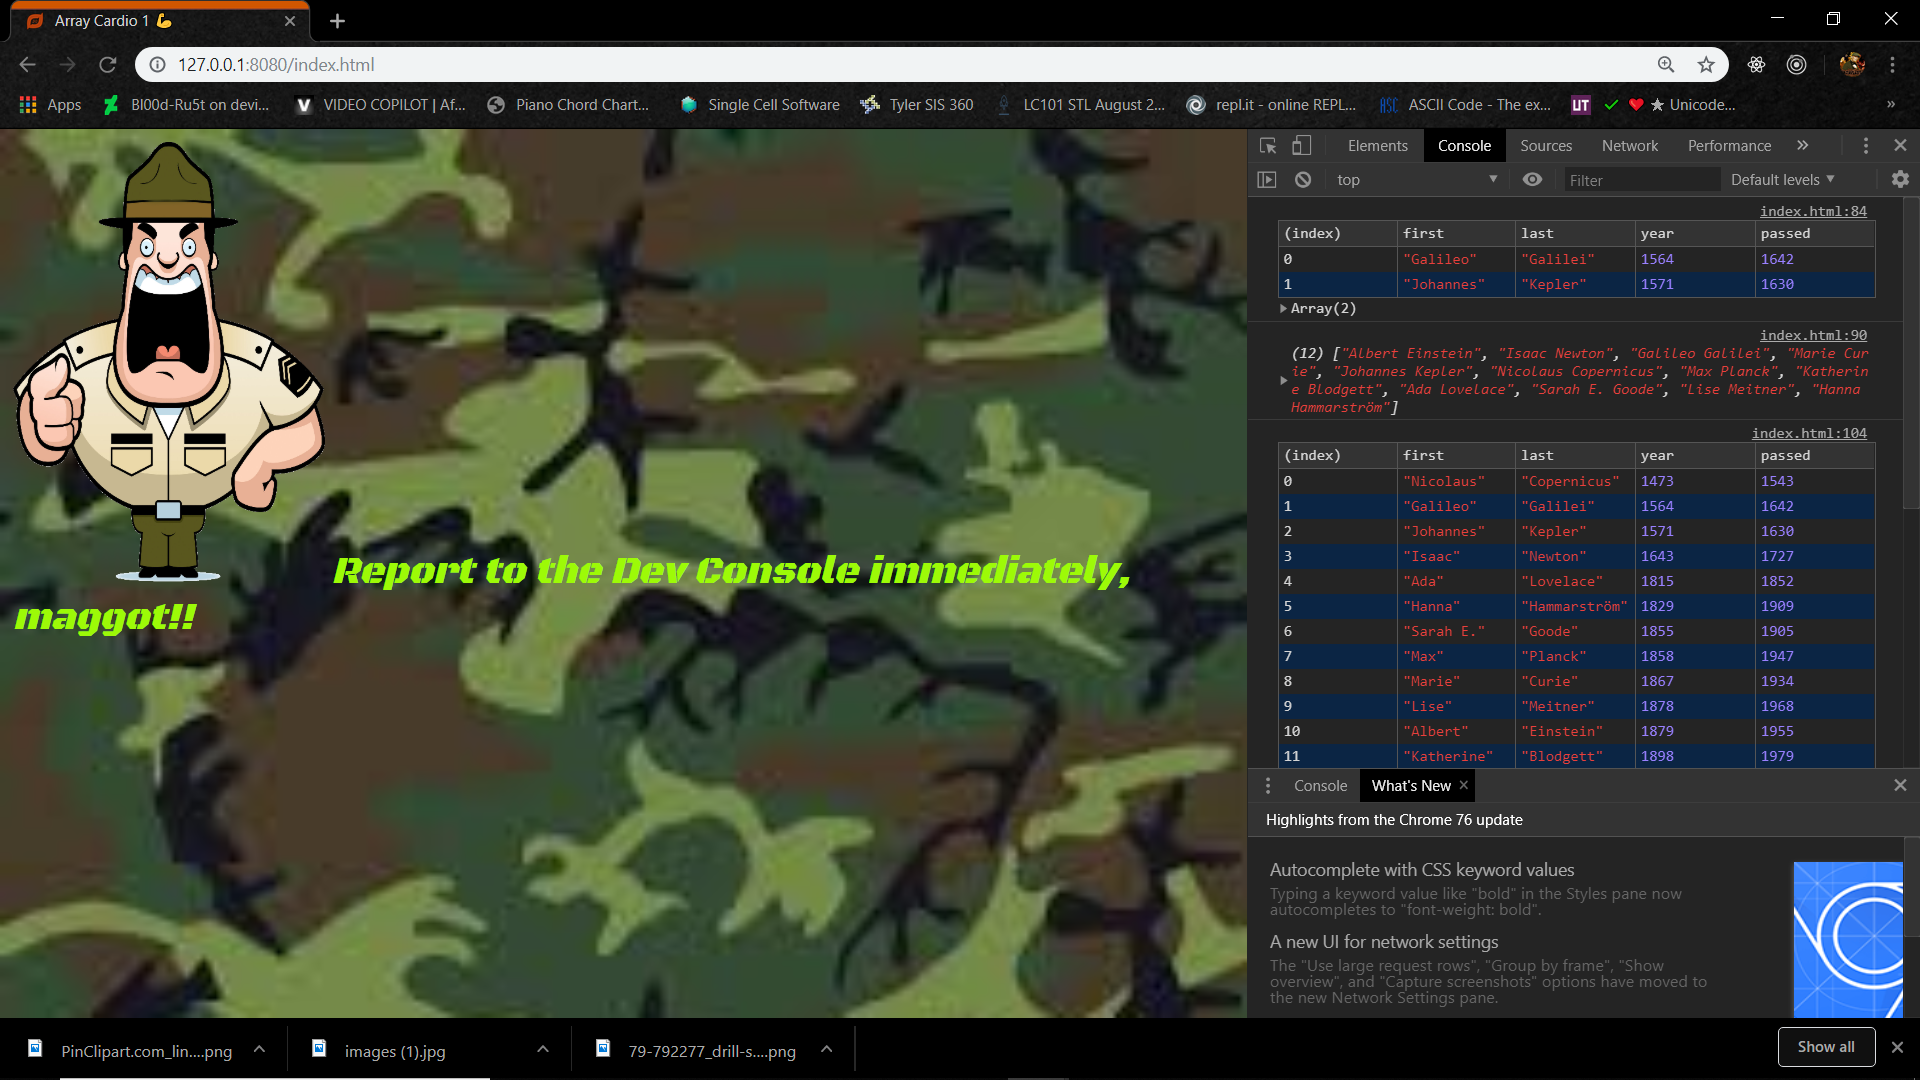 Array Cardio 1 💪
127.0.0.1:8080/index.html
Apps
Bl00d-Ru5t on devi...
VIDEO COPILOT | Af...
Piano Chord Chart...
Single Cell Software
Tyler SIS 360
LC101 STL August 2...
repl.it - online REPL...
ASCII Code - The ex...
✓ ❤ ★ Unicode...
Report to the Dev Console immediately,
maggot!!
Elements Console Sources Network Performance »
top Filter Default levels
index.html:84
(index) first last year passed
0 "Galileo" "Galilei" 1564 1642
1 "Johannes" "Kepler" 1571 1630
Array(2)
index.html:90
(12) ["Albert Einstein", "Isaac Newton", "Galileo Galilei", "Marie Cur
ie", "Johannes Kepler", "Nicolaus Copernicus", "Max Planck", "Katherin
e Blodgett", "Ada Lovelace", "Sarah E. Goode", "Lise Meitner", "Hanna
Hammarström"]
index.html:104
(index) first last year passed
0 "Nicolaus" "Copernicus" 1473 1543
1 "Galileo" "Galilei" 1564 1642
2 "Johannes" "Kepler" 1571 1630
3 "Isaac" "Newton" 1643 1727
4 "Ada" "Lovelace" 1815 1852
5 "Hanna" "Hammarström" 1829 1909
6 "Sarah E." "Goode" 1855 1905
7 "Max" "Planck" 1858 1947
8 "Marie" "Curie" 1867 1934
9 "Lise" "Meitner" 1878 1968
10 "Albert" "Einstein" 1879 1955
11 "Katherine" "Blodgett" 1898 1979
Console What's New
Highlights from the Chrome 76 update
Autocomplete with CSS keyword values
Typing a keyword value like "bold" in the Styles pane now
autocompletes to "font-weight: bold".
A new UI for network settings
The "Use large request rows", "Group by frame", "Show
overview", and "Capture screenshots" options have moved to
the new Network Settings pane.
PinClipart.com_lin....png
images (1).jpg
79-792277_drill-s....png
Show all